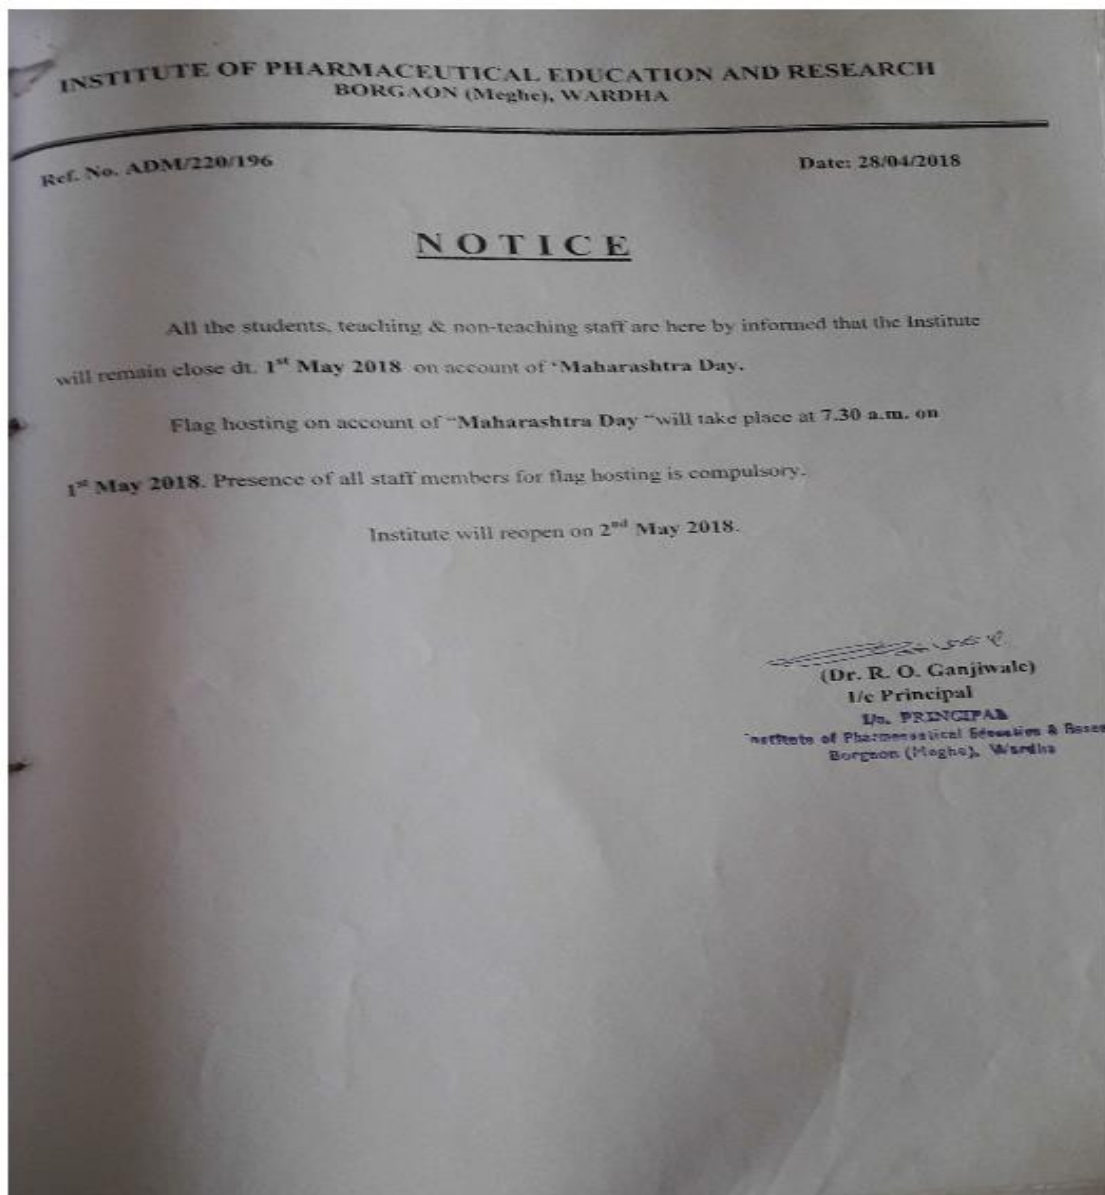 INSTITUTE OF PHARMACEUTICAL EDUCATION AND RESEARCH
BORGAON (Meghe), WARDHA
Ref. No. ADM/220/196 Date: 28/04/2018
NOTICE
All the students, teaching & non-teaching staff are here by informed that the Institute
will remain close dt. 1st May 2018 on account of ‘Maharashtra Day.
Flag hosting on account of “Maharashtra Day “will take place at 7.30 a.m. on
1st May 2018. Presence of all staff members for flag hosting is compulsory.
Institute will reopen on 2nd May 2018.
(Dr. R. O. Ganjiwale)
I/c Principal
I/c. PRINCIPAL
Institute of Pharmaceutical Education &
Borgaon (Meghe), Wardha